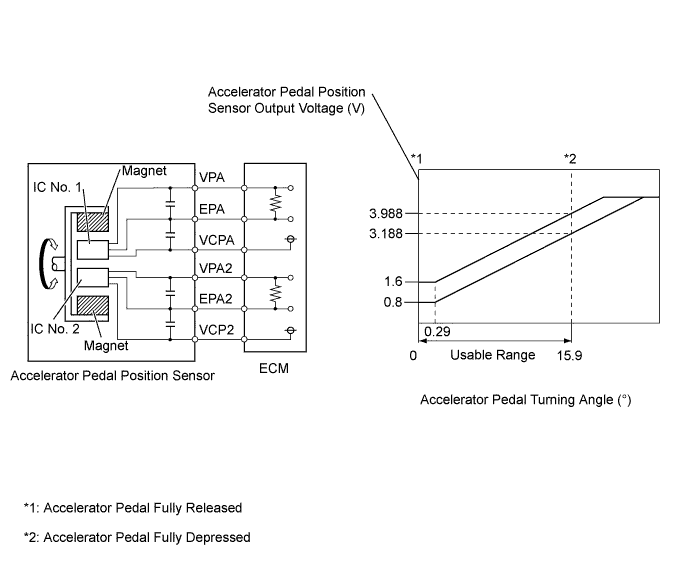 Accelerator Pedal Position
Sensor Output Voltage (V)
Magnet
IC No. 1
IC No. 2
Magnet
VPA
EPA
VCPA
VPA2
EPA2
VCP2
Accelerator Pedal Position Sensor
ECM
*1
*2
3.988
3.188
1.6
0.8
0.29
0
Usable Range
15.9
Accelerator Pedal Turning Angle (°)
*1: Accelerator Pedal Fully Released
*2: Accelerator Pedal Fully Depressed